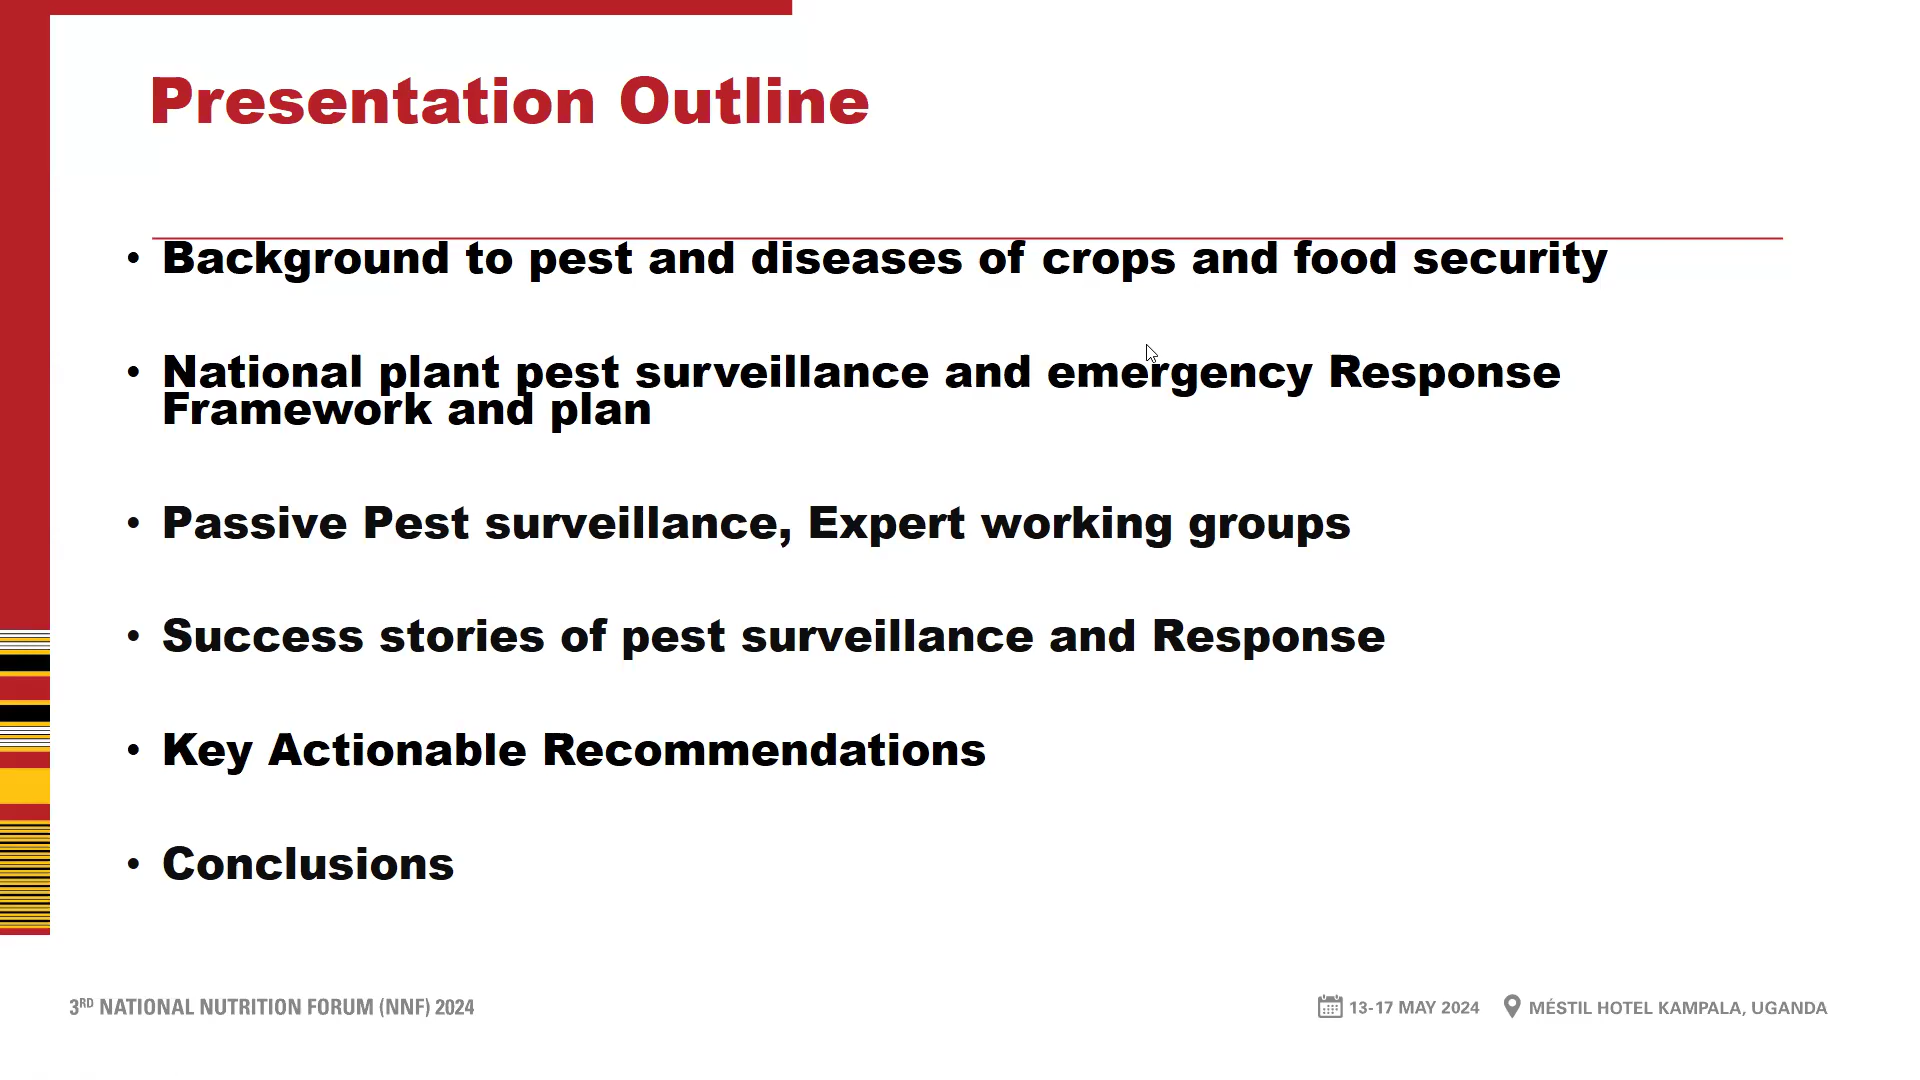 Presentation Outline
• Background to pest and diseases of crops and food security
• National plant pest surveillance and emergency Response
Framework and plan
• Passive Pest surveillance, Expert working groups
• Success stories of pest surveillance and Response
• Key Actionable Recommendations
• Conclusions
3RD NATIONAL NUTRITION FORUM (NNF) 2024
13-17 MAY 2024
MÉSTIL HOTEL KAMPALA, UGANDA